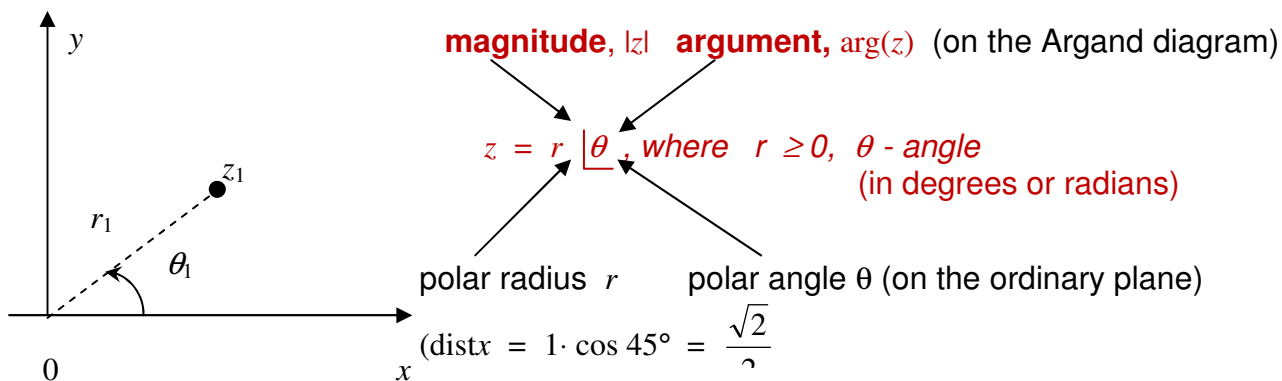 y
magnitude, |z| argument, arg(z) (on the Argand diagram)
z = r θ , where r ≥ 0, θ - angle
(in degrees or radians)
z₁
r₁
θ₁
polar radius r polar angle θ (on the ordinary plane)
(distx = 1· cos 45° = √2
0
x